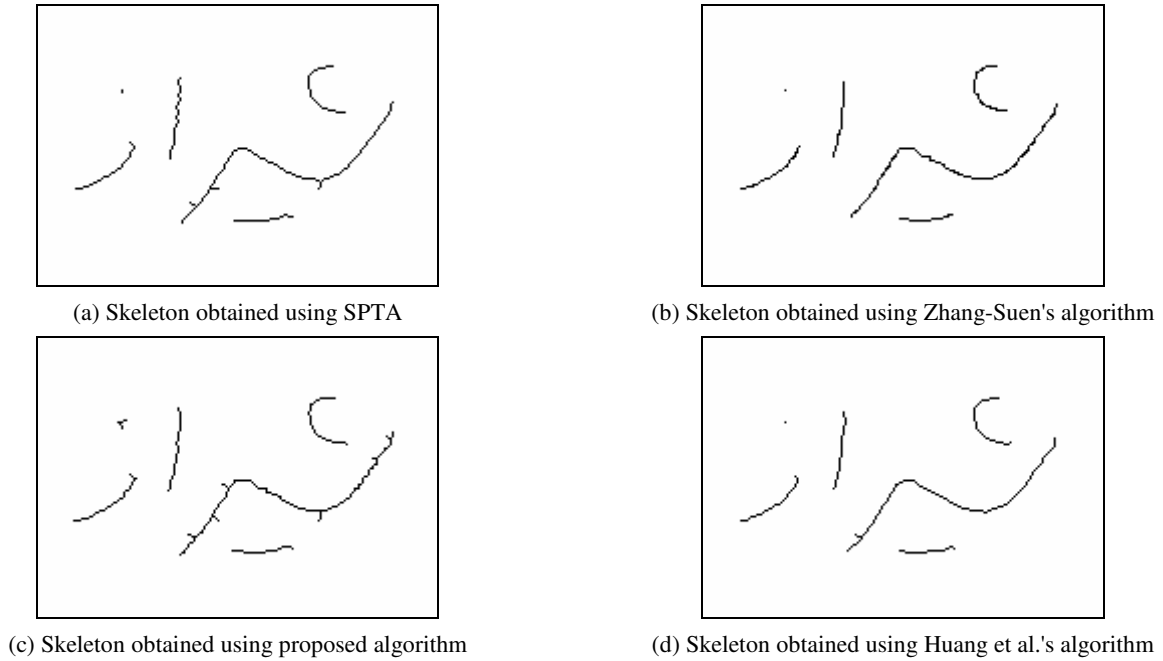 (a) Skeleton obtained using SPTA
(b) Skeleton obtained using Zhang-Suen's algorithm
(c) Skeleton obtained using proposed algorithm
(d) Skeleton obtained using Huang et al.'s algorithm